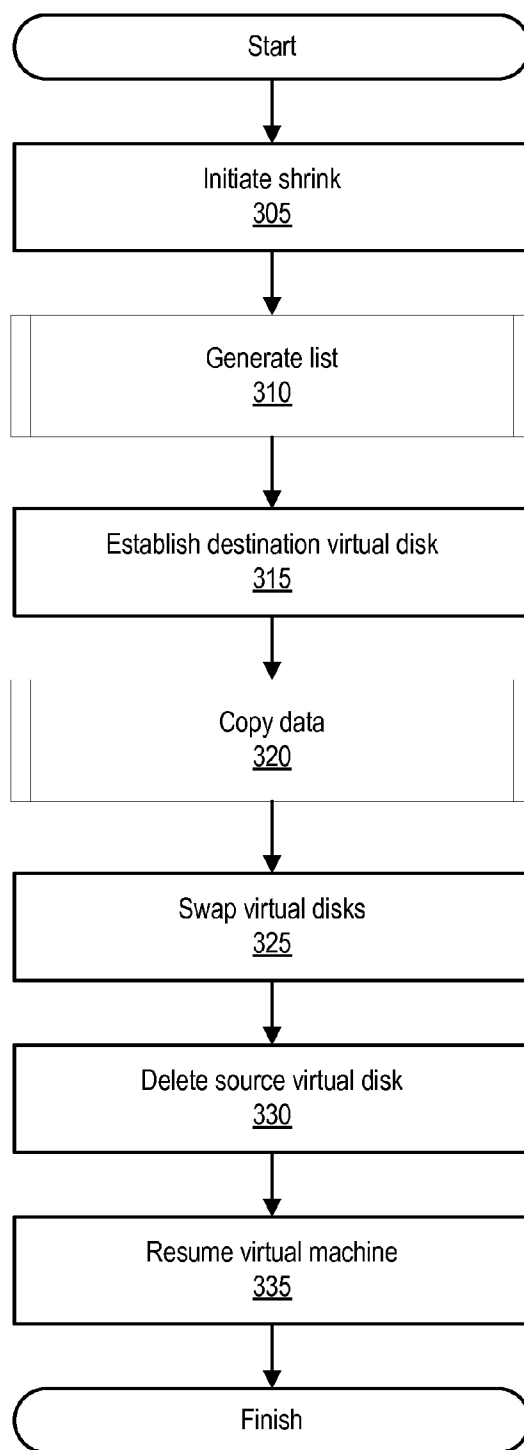 Start
Initiate shrink
305
Generate list
310
Establish destination virtual disk
315
Copy data
320
Swap virtual disks
325
Delete source virtual disk
330
Resume virtual machine
335
Finish